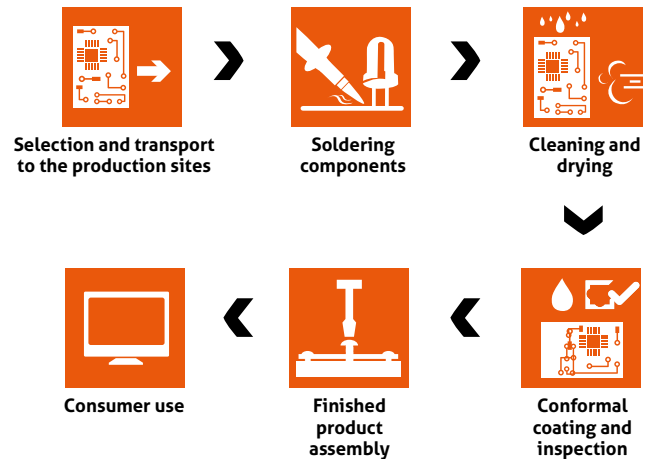 Selection and transport
to the production sites
Soldering
components
Cleaning and
drying
Consumer use
Finished
product
assembly
Conformal
coating and
inspection